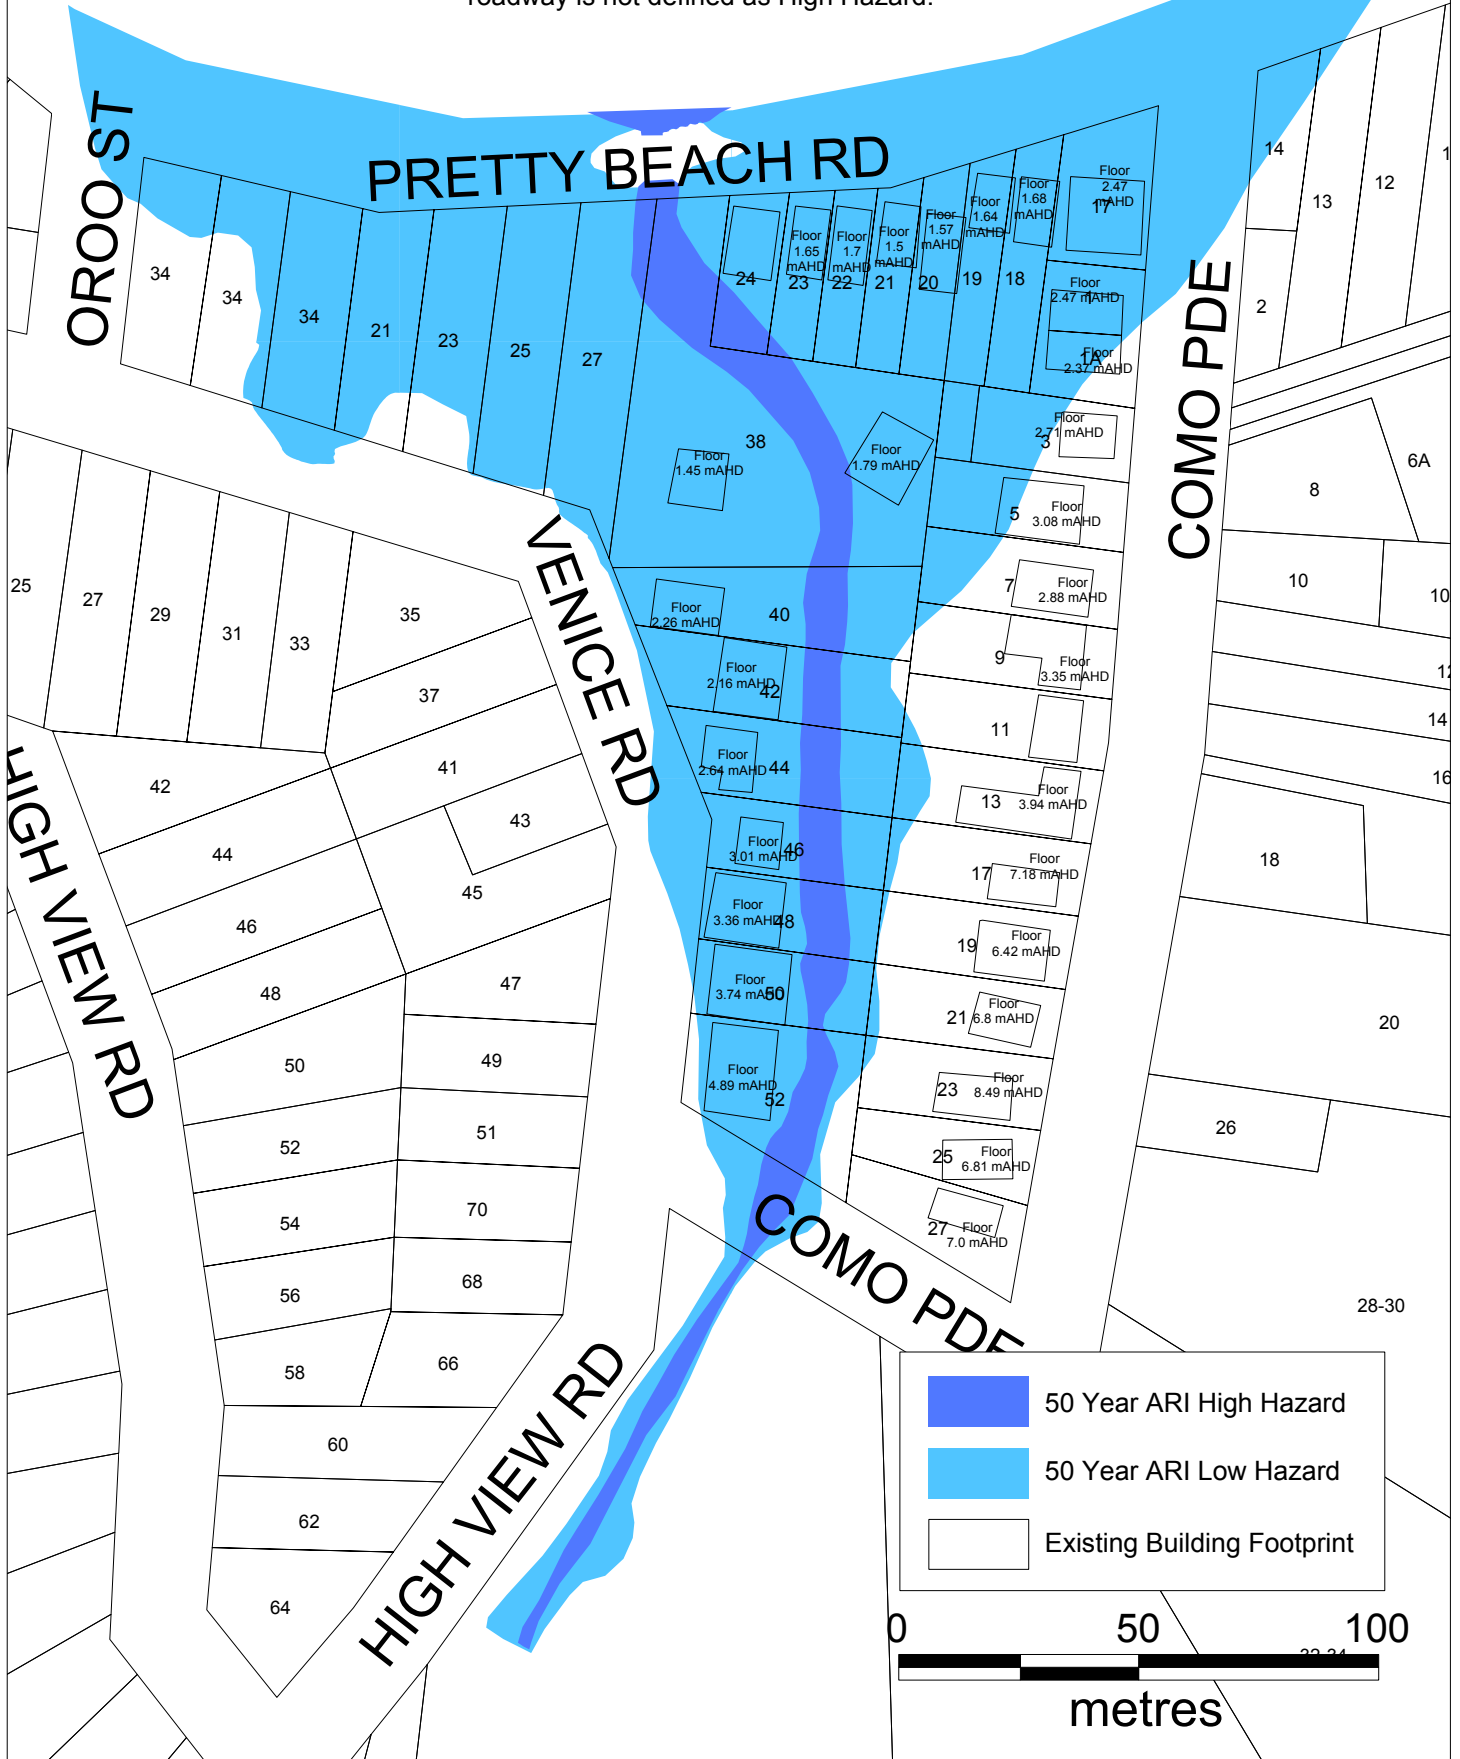 roadway is not defined as High Hazard.
OROO ST
PRETTY BEACH RD
14
13
12
34
34
34
21
23
25
27
24
Floor
1.65
mAHD
23
Floor
1.7
mAHD
22
Floor
1.5
mAHD
21
Floor
1.57
mAHD
20
Floor
1.64
mAHD
19
Floor
1.68
mAHD
18
Floor
2.47
mAHD
17
Floor
2.47 mAHD
1
Floor
2.37 mAHD
1A
2
COMO PDE
38
Floor
1.45 mAHD
Floor
1.79 mAHD
Floor
2.71 mAHD
3
Floor
3.08 mAHD
5
Floor
2.88 mAHD
7
Floor
3.35 mAHD
9
11
Floor
3.94 mAHD
13
Floor
7.18 mAHD
17
Floor
6.42 mAHD
19
Floor
6.8 mAHD
21
Floor
8.49 mAHD
23
Floor
6.81 mAHD
25
Floor
7.0 mAHD
27
6A
8
10
10
12
14
16
18
20
26
28-30
VENICE RD
Floor
2.26 mAHD
40
Floor
2.16 mAHD
42
Floor
2.64 mAHD
44
Floor
3.01 mAHD
46
Floor
3.36 mAHD
48
Floor
3.74 mAHD
50
Floor
4.89 mAHD
52
25
27
29
31
33
35
37
41
43
45
47
49
51
70
68
66
HIGH VIEW RD
42
44
46
48
50
52
54
56
58
60
62
64
HIGH VIEW RD
COMO PDE
50 Year ARI High Hazard
50 Year ARI Low Hazard
Existing Building Footprint
0 50 100
32-34
metres